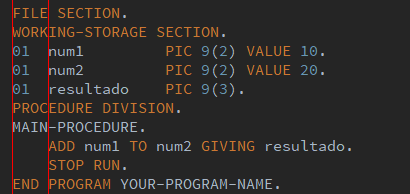 FILE SECTION.
WORKING-STORAGE SECTION.
01  num1          PIC 9(2) VALUE 10.
01  num2          PIC 9(2) VALUE 20.
01  resultado     PIC 9(3).
PROCEDURE DIVISION.
MAIN-PROCEDURE.
    ADD num1 TO num2 GIVING resultado.
    STOP RUN.
END PROGRAM YOUR-PROGRAM-NAME.